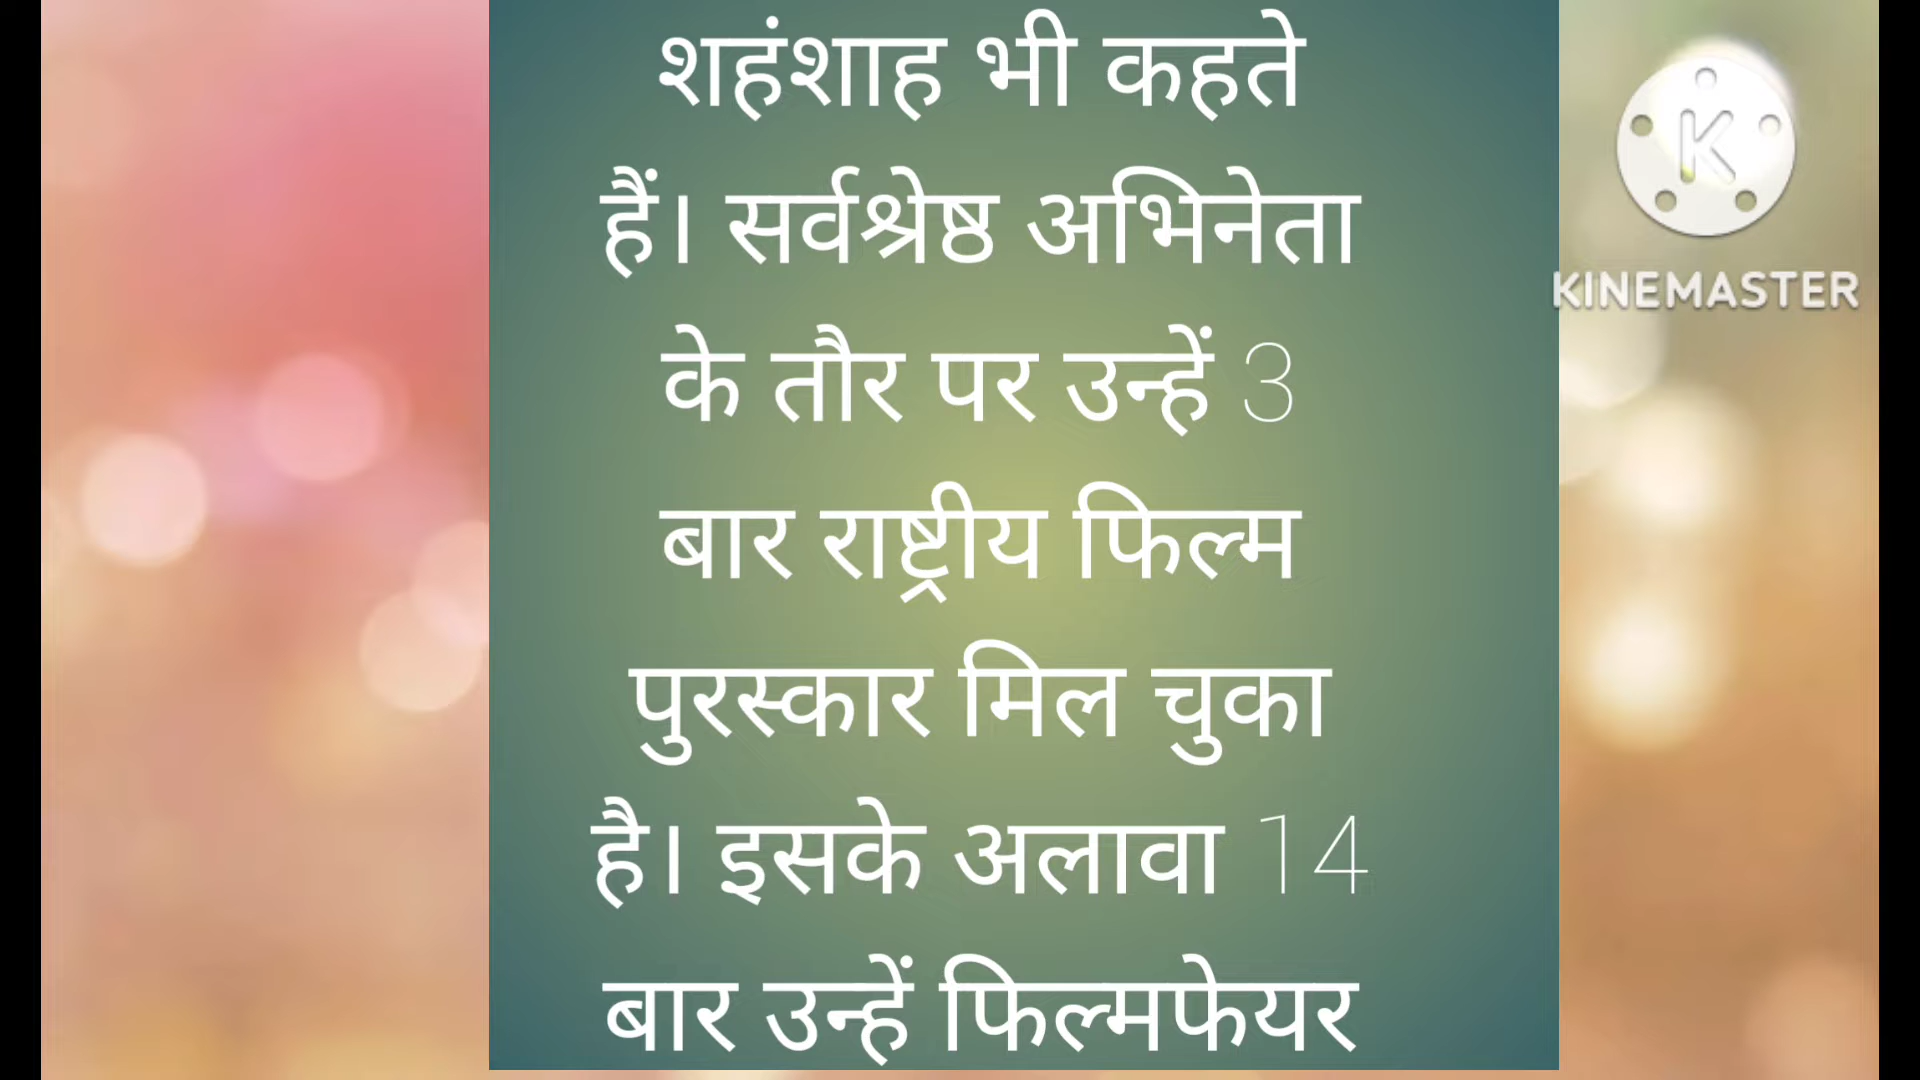 शहंशाह भी कहते
हैं। सर्वश्रेष्ठ अभिनेता
के तौर पर उन्हें 3
बार राष्ट्रीय फिल्म
पुरस्कार मिल चुका
है। इसके अलावा 14
बार उन्हें फिल्मफेयर
K
KINEMASTER